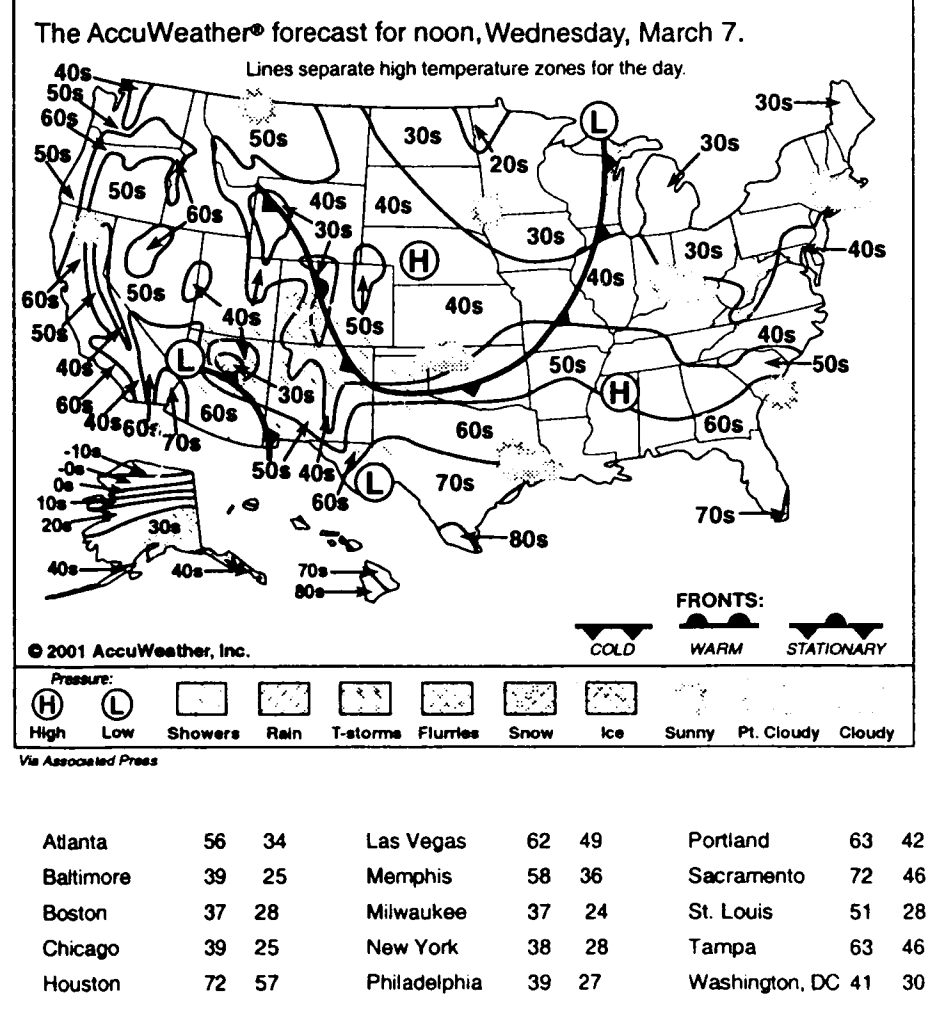 The AccuWeather® forecast for noon, Wednesday, March 7.
Lines separate high temperature zones for the day.
40s
50s
60s
50s
50s
60s
50s
30s
20s
30s
30s
40s
40s
30s
30s
30s
40s
60s
50s
40s
50s
40s
40s
50s
40s
40s
50s
60s
40s
60s
70s
60s
30s
50s
40s
60s
60s
70s
80s
60s
70s
L
H
L
H
L
-10s
-0s
0s
10s
20s
30s
40s
40s
70s
80s
FRONTS:
COLD WARM STATIONARY
© 2001 AccuWeather, Inc.
Pressure:
H L
High Low Showers Rain T-storms Flurries Snow Ice Sunny Pt. Cloudy Cloudy
Via Associated Press
Atlanta 56 34 Las Vegas 62 49 Portland 63 42
Baltimore 39 25 Memphis 58 36 Sacramento 72 46
Boston 37 28 Milwaukee 37 24 St. Louis 51 28
Chicago 39 25 New York 38 28 Tampa 63 46
Houston 72 57 Philadelphia 39 27 Washington, DC 41 30